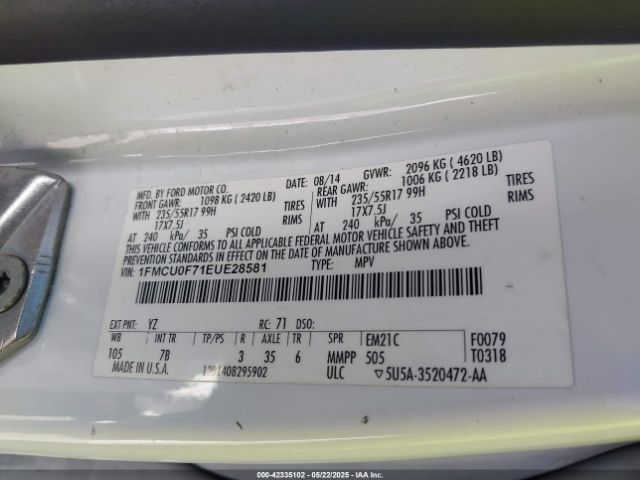 MFD. BY FORD MOTOR CO.
DATE: 08/14 GVWR: 2096 KG ( 4620 LB)
FRONT GAWR: 1098 KG ( 2420 LB) REAR GAWR: 1006 KG ( 2218 LB)
WITH 235/55R17 99H TIRES WITH 235/55R17 99H TIRES
17X7.5J RIMS 17X7.5J RIMS
AT 240 kPa/ 35 PSI COLD AT 240 kPa/ 35 PSI COLD
THIS VEHICLE CONFORMS TO ALL APPLICABLE FEDERAL MOTOR VEHICLE SAFETY AND THEFT
PREVENTION STANDARDS IN EFFECT ON THE DATE OF MANUFACTURE SHOWN ABOVE.
VIN: 1FMCU0F71EUE28581 TYPE: MPV
EXT PNT: YZ RC: 71 DSO:
WB INT TR TP/PS R AXLE TR SPR EM21C F0079
105 7B 3 35 6 MMPP 505 T0318
MADE IN U.S.A. 1201408295902 ULC ▽5U5A-3520472-AA
000-42335102 - 05/22/2025 - IAA Inc.